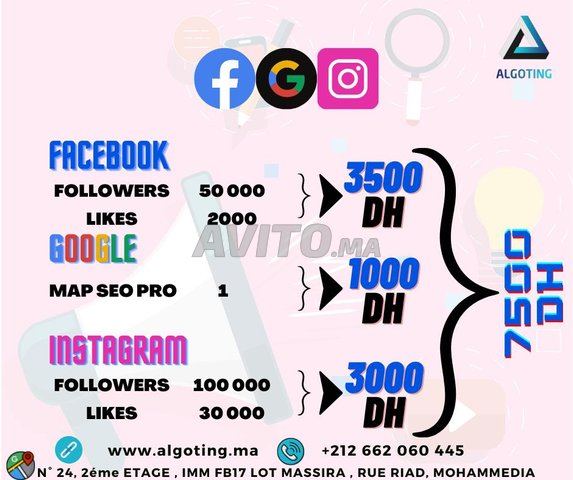 ALGOTING
FACEBOOK
FOLLOWERS 50 000
LIKES 2000
3500
DH
GOOGLE
MAP SEO PRO 1
1000
DH
INSTAGRAM
FOLLOWERS 100 000
LIKES 30 000
3000
DH
7500
DH
AVITO.MA
www.algoting.ma +212 662 060 445
N° 24, 2éme ETAGE , IMM FB17 LOT MASSIRA , RUE RIAD, MOHAMMEDIA